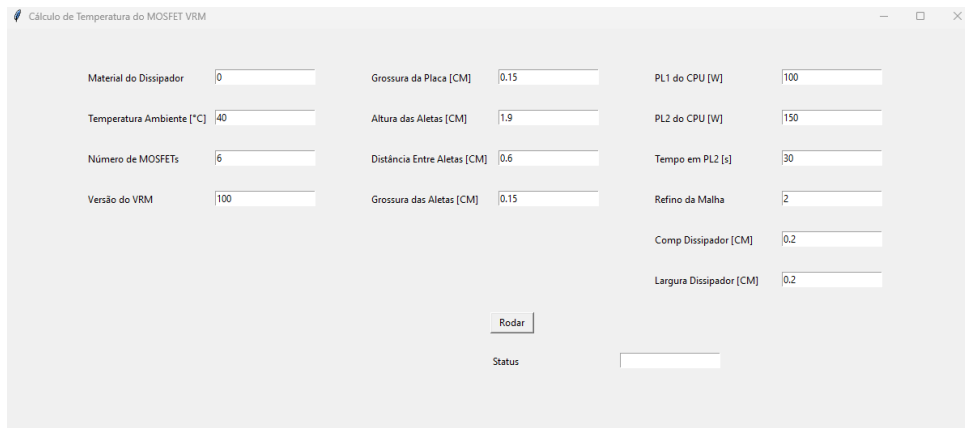 Cálculo de Temperatura do MOSFET VRM
Material do Dissipador 0 Grossura da Placa [CM] 0.15 PL1 do CPU [W] 100
Temperatura Ambiente [°C] 40 Altura das Aletas [CM] 1.9 PL2 do CPU [W] 150
Número de MOSFETs 6 Distância Entre Aletas [CM] 0.6 Tempo em PL2 [s] 30
Versão do VRM 100 Grossura das Aletas [CM] 0.15 Refino da Malha 2
Comp Dissipador [CM] 0.2
Largura Dissipador [CM] 0.2
Rodar
Status